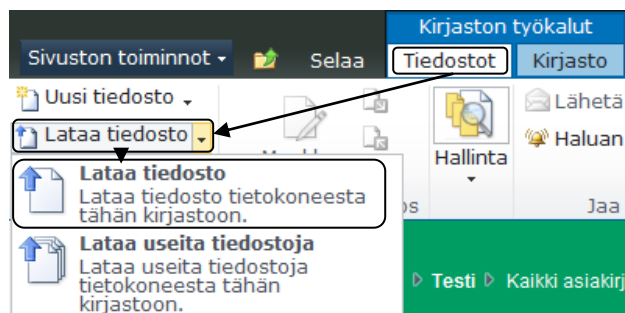 Kirjaston työkalut
Sivuston toiminnot
Selaa
Tiedostot
Kirjasto
Uusi tiedosto
Lataa tiedosto
Hallinta
Lähetä
Haluan
Jaa
Lataa tiedosto
Lataa tiedosto tietokoneesta
tähän kirjastoon.
Lataa useita tiedostoja
Lataa useita tiedostoja
tietokoneesta tähän
kirjastoon.
Testi Kaikki asiakirj